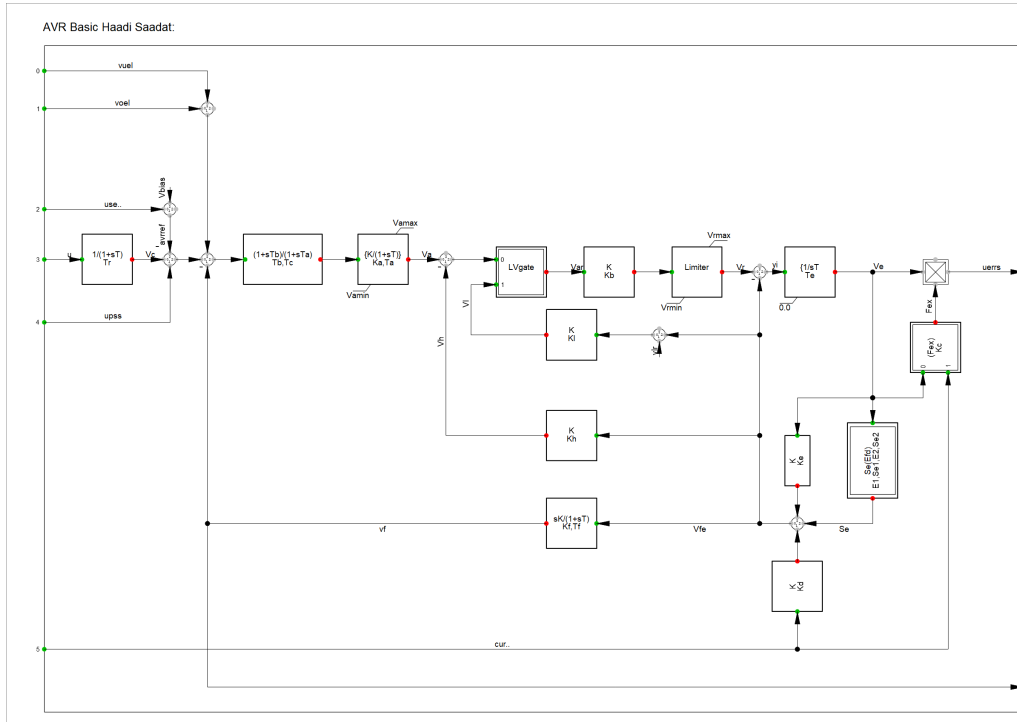 AVR Basic Haadi Saadat:
0
vuel
1
voel
Vbias
2
use..
-
avrref
3
u
1/(1+sT)
Tr
Vc
-
-
(1+sTb)/(1+sTa)
Tb,Tc
Vamax
{K/(1+sT)}
Ka,Ta
Vamin
Va
-
0
LVgate
1
Var
K
Kb
Vrmax
Limiter
Vrmin
Vr
-
vi
{1/sT
Te
0.0
Ve
uerrs
Fex
(Fex)
Kc
0
1
4
upss
Vl
K
Kl
vlr
-
Vh
K
Kh
K
Ke
Se(Efd)
E1,Se1,E2,Se2
vf
sK/(1+sT)
Kf,Tf
Vfe
Se
K
Kd
5
cur..